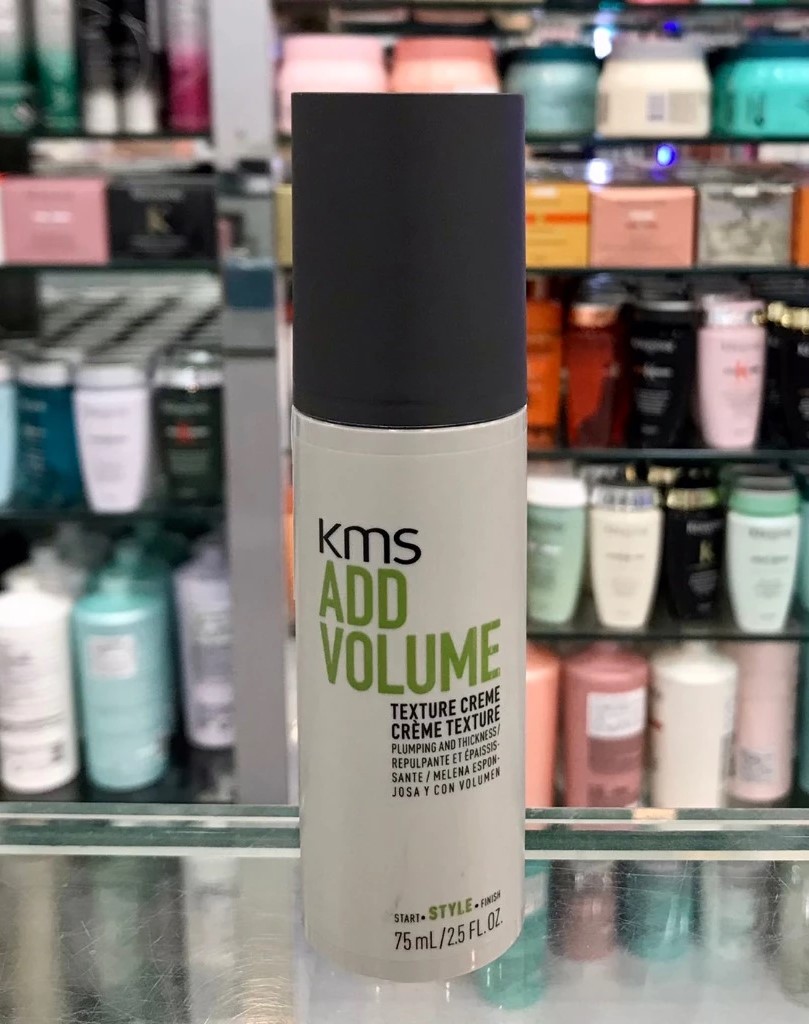 kms
ADD
VOLUME
TEXTURE CREME
CRÈME TEXTURE
PLUMPING AND THICKNESS/
REPULPANTE ET ÉPAISSIS-
SANTE / MELENA ESPON-
JOSA Y CON VOLUMEN
START • STYLE • FINISH
75 mL/2.5 FL.OZ.